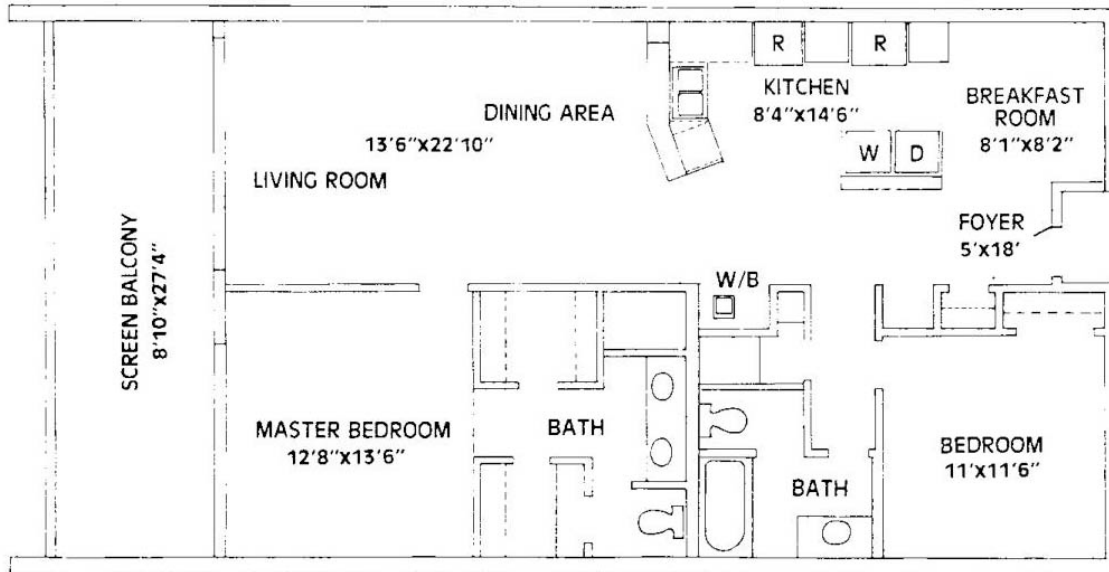 R
R
KITCHEN
8'4"x14'6"
BREAKFAST
ROOM
8'1"x8'2"
DINING AREA
13'6"x22'10"
LIVING ROOM
W
D
SCREEN BALCONY
8'10"x27'4"
FOYER
5'x18'
W/B
MASTER BEDROOM
12'8"x13'6"
BATH
BATH
BEDROOM
11'x11'6"